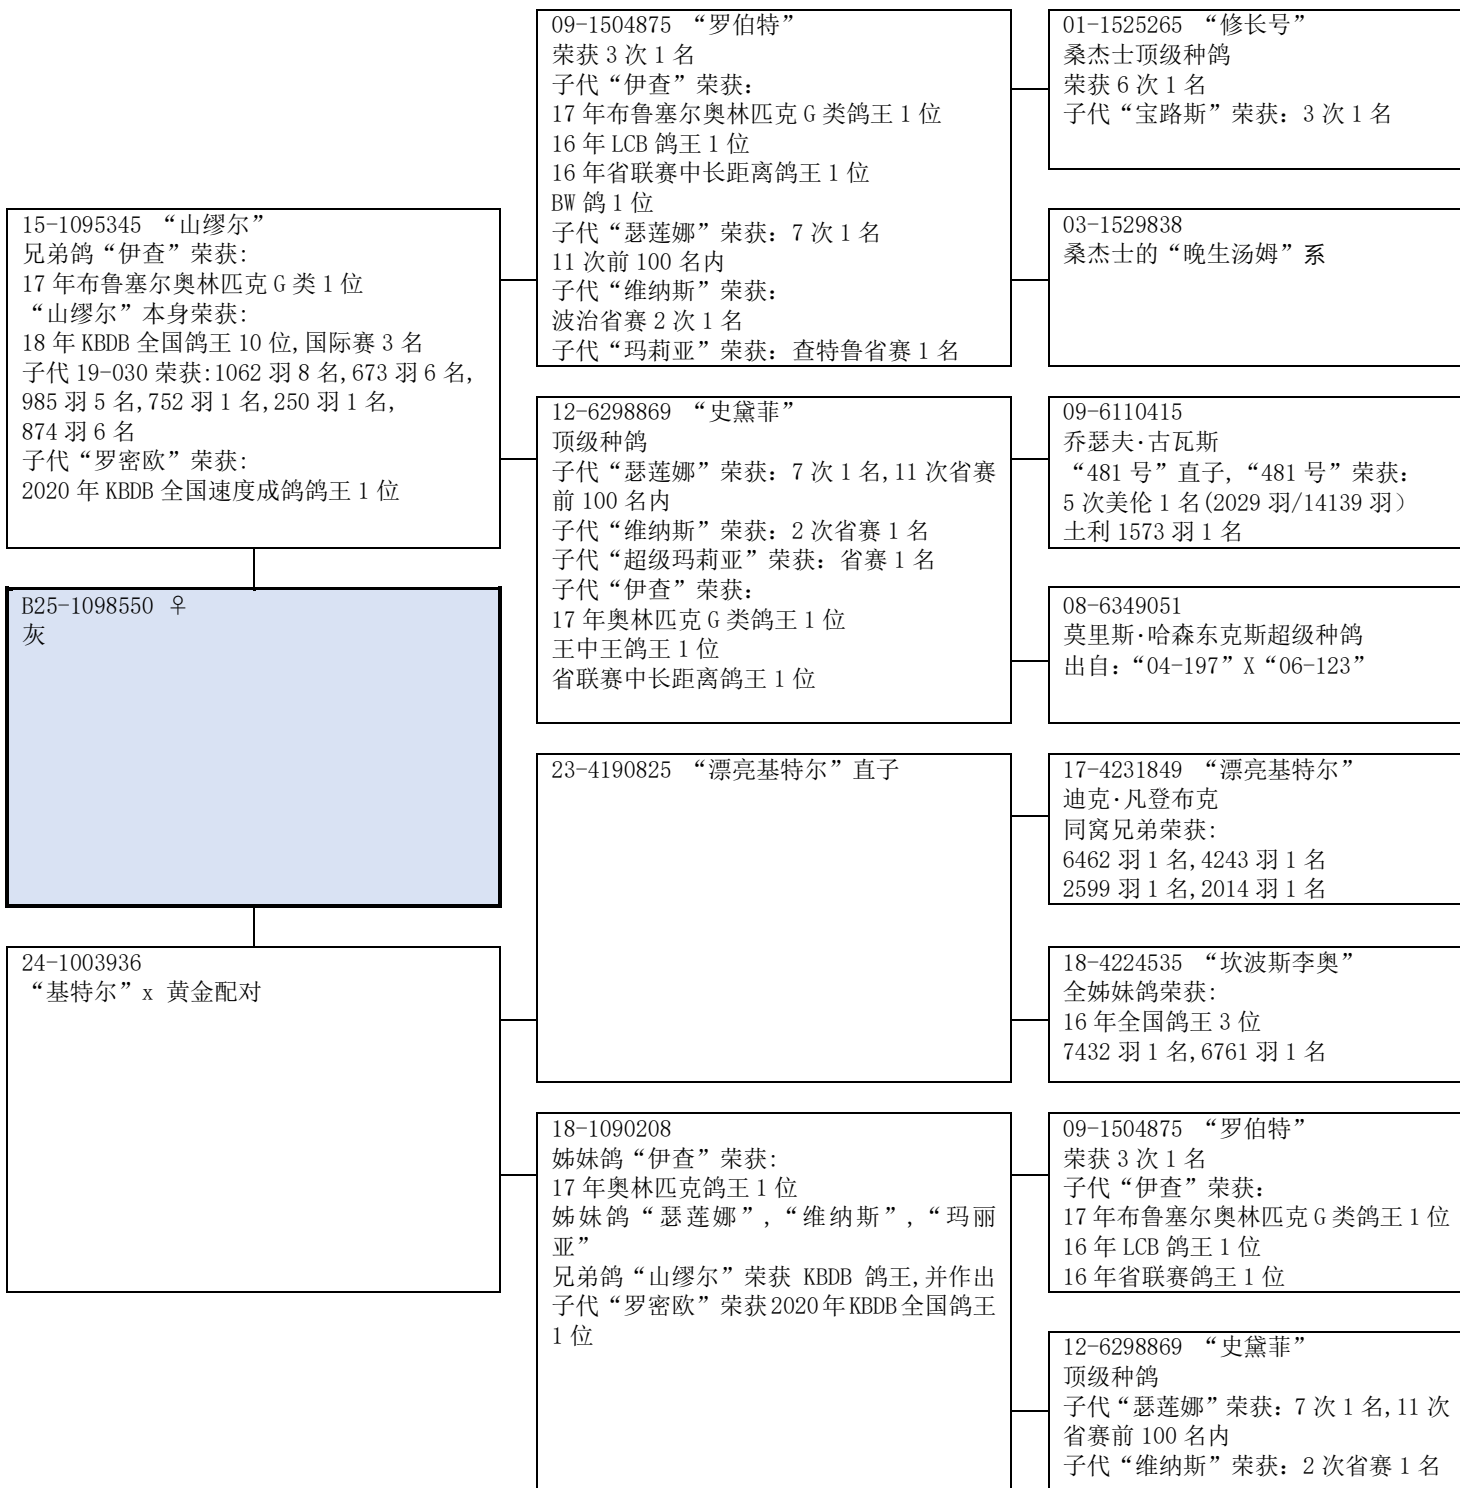 09-1504875 “罗伯特”
荣获 3 次 1 名
子代“伊查”荣获：
17 年布鲁塞尔奥林匹克 G 类鸽王 1 位
16 年 LCB 鸽王 1 位
16 年省联赛中长距离鸽王 1 位
BW 鸽 1 位
子代“瑟莲娜”荣获：7 次 1 名
11 次前 100 名内
子代“维纳斯”荣获：
波治省赛 2 次 1 名
子代“玛莉亚”荣获：查特鲁省赛 1 名
01-1525265 “修长号”
桑杰士顶级种鸽
荣获 6 次 1 名
子代“宝路斯”荣获：3 次 1 名
15-1095345 “山缪尔”
兄弟鸽“伊查”荣获:
17 年布鲁塞尔奥林匹克 G 类 1 位
“山缪尔”本身荣获:
18 年 KBDB 全国鸽王 10 位,国际赛 3 名
子代 19-030 荣获:1062 羽 8 名,673 羽 6 名,
985 羽 5 名,752 羽 1 名,250 羽 1 名,
874 羽 6 名
子代“罗密欧”荣获:
2020 年 KBDB 全国速度成鸽鸽王 1 位
03-1529838
桑杰士的“晚生汤姆”系
12-6298869 “史黛菲”
顶级种鸽
子代“瑟莲娜”荣获：7 次 1 名,11 次省赛
前 100 名内
子代“维纳斯”荣获：2 次省赛 1 名
子代“超级玛莉亚”荣获：省赛 1 名
子代“伊查”荣获：
17 年奥林匹克 G 类鸽王 1 位
王中王鸽王 1 位
省联赛中长距离鸽王 1 位
09-6110415
乔瑟夫·古瓦斯
“481 号”直子,“481 号”荣获：
5 次美伦 1 名(2029 羽/14139 羽）
土利 1573 羽 1 名
B25-1098550 ♀
灰
08-6349051
莫里斯·哈森东克斯超级种鸽
出自：“04-197”X“06-123”
23-4190825 “漂亮基特尔”直子
17-4231849 “漂亮基特尔”
迪克·凡登布克
同窝兄弟荣获:
6462 羽 1 名,4243 羽 1 名
2599 羽 1 名,2014 羽 1 名
24-1003936
“基特尔”x 黄金配对
18-4224535 “坎波斯李奥”
全姊妹鸽荣获:
16 年全国鸽王 3 位
7432 羽 1 名,6761 羽 1 名
18-1090208
姊妹鸽“伊查”荣获:
17 年奥林匹克鸽王 1 位
姊妹鸽“瑟莲娜”,“维纳斯”,“玛丽
亚”
兄弟鸽“山缪尔”荣获 KBDB 鸽王,并作出
子代“罗密欧”荣获2020年KBDB全国鸽王
1 位
09-1504875 “罗伯特”
荣获 3 次 1 名
子代“伊查”荣获：
17 年布鲁塞尔奥林匹克 G 类鸽王 1 位
16 年 LCB 鸽王 1 位
16 年省联赛鸽王 1 位
12-6298869 “史黛菲”
顶级种鸽
子代“瑟莲娜”荣获：7 次 1 名,11 次
省赛前 100 名内
子代“维纳斯”荣获：2 次省赛 1 名